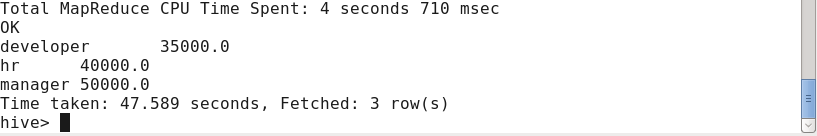 Total MapReduce CPU Time Spent: 4 seconds 710 msec
OK
developer       35000.0
hr      40000.0
manager 50000.0
Time taken: 47.589 seconds, Fetched: 3 row(s)
hive>